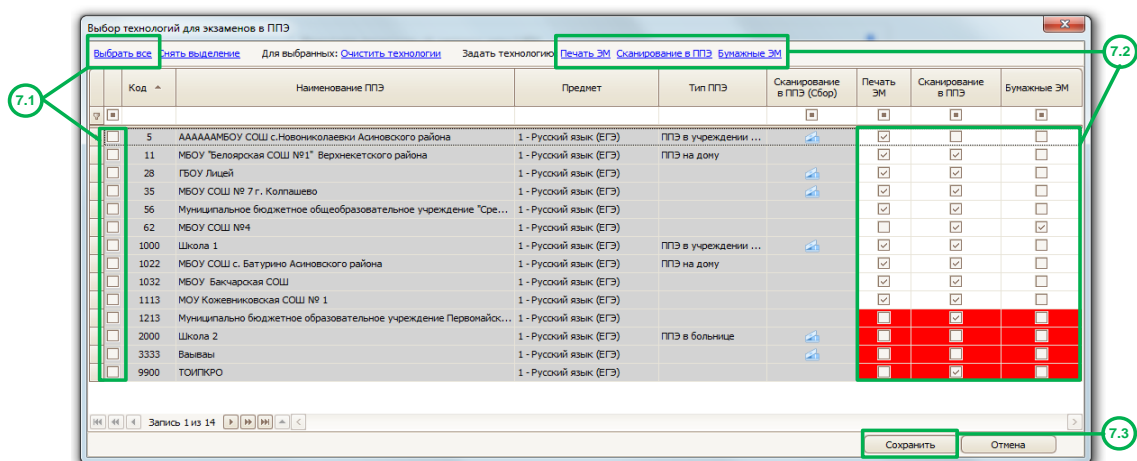 Выбор технологий для экзаменов в ППЭ
Выбрать все Снять выделение Для выбранных: Очистить технологии Задать технологию: Печать ЭМ Сканирование в ППЭ Бумажные ЭМ
7.2
7.1
Код Наименование ППЭ Предмет Тип ППЭ Сканирование в ППЭ (Сбор) Печать ЭМ Сканирование в ППЭ Бумажные ЭМ
5 ААААААМБОУ СОШ с.Новониколаевки Асиновского района 1 - Русский язык (ЕГЭ) ППЭ в учреждении ...
11 МБОУ "Белоярская СОШ №1" Верхнекетского района 1 - Русский язык (ЕГЭ) ППЭ на дому
28 ГБОУ Лицей 1 - Русский язык (ЕГЭ)
35 МБОУ СОШ № 7 г. Колпашево 1 - Русский язык (ЕГЭ)
56 Муниципальное бюджетное общеобразовательное учреждение "Сре... 1 - Русский язык (ЕГЭ)
62 МБОУ СОШ №4 1 - Русский язык (ЕГЭ)
1000 Школа 1 1 - Русский язык (ЕГЭ) ППЭ в учреждении ...
1022 МБОУ СОШ с. Батурино Асиновского района 1 - Русский язык (ЕГЭ) ППЭ на дому
1032 МБОУ Бакчарская СОШ 1 - Русский язык (ЕГЭ)
1113 МОУ Кожевниковская СОШ № 1 1 - Русский язык (ЕГЭ)
1213 Муниципально бюджетное образовательное учреждение Первомайск... 1 - Русский язык (ЕГЭ)
2000 Школа 2 1 - Русский язык (ЕГЭ) ППЭ в больнице
3333 Ваываы 1 - Русский язык (ЕГЭ)
9900 ТОИПКРО 1 - Русский язык (ЕГЭ)
Запись 1 из 14
7.3
Сохранить Отмена